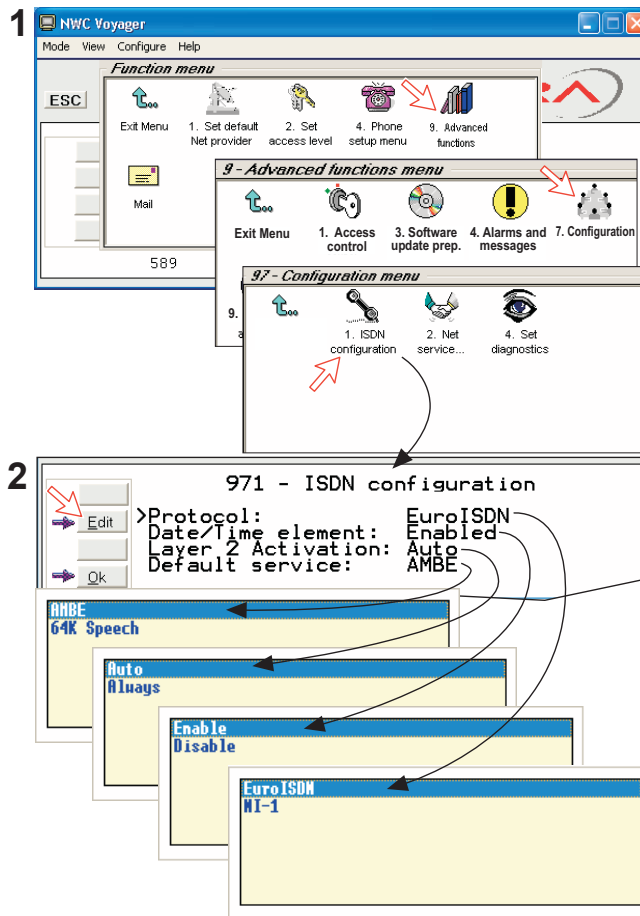 1
NWC Voyager
Mode View Configure Help
Function menu
ESC
Exit Menu
1. Set default
Net provider
2. Set
access level
4. Phone
setup menu
9. Advanced
functions
Mail
589
9 - Advanced functions menu
Exit Menu
1. Access
control
3. Software
update prep.
4. Alarms and
messages
7. Configuration
9.
97 - Configuration menu
1. ISDN
configuration
2. Net
service...
4. Set
diagnostics
2
971 - ISDN configuration
Edit
>Protocol: EuroISDN
Date/Time element: Enabled
Layer 2 Activation: Auto
Default service: AMBE
Ok
AMBE
64K Speech
Auto
Always
Enable
Disable
EuroISDN
NI-1